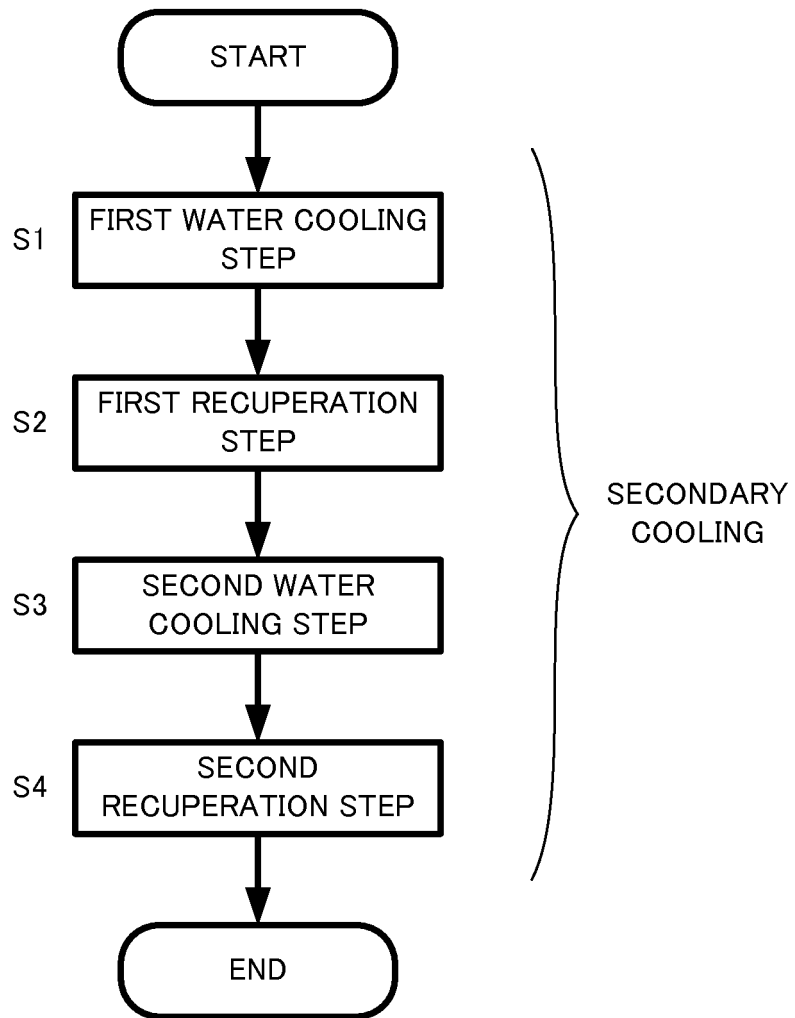 START
S1
FIRST WATER COOLING
STEP
S2
FIRST RECUPERATION
STEP
SECONDARY
COOLING
S3
SECOND WATER
COOLING STEP
S4
SECOND
RECUPERATION STEP
END